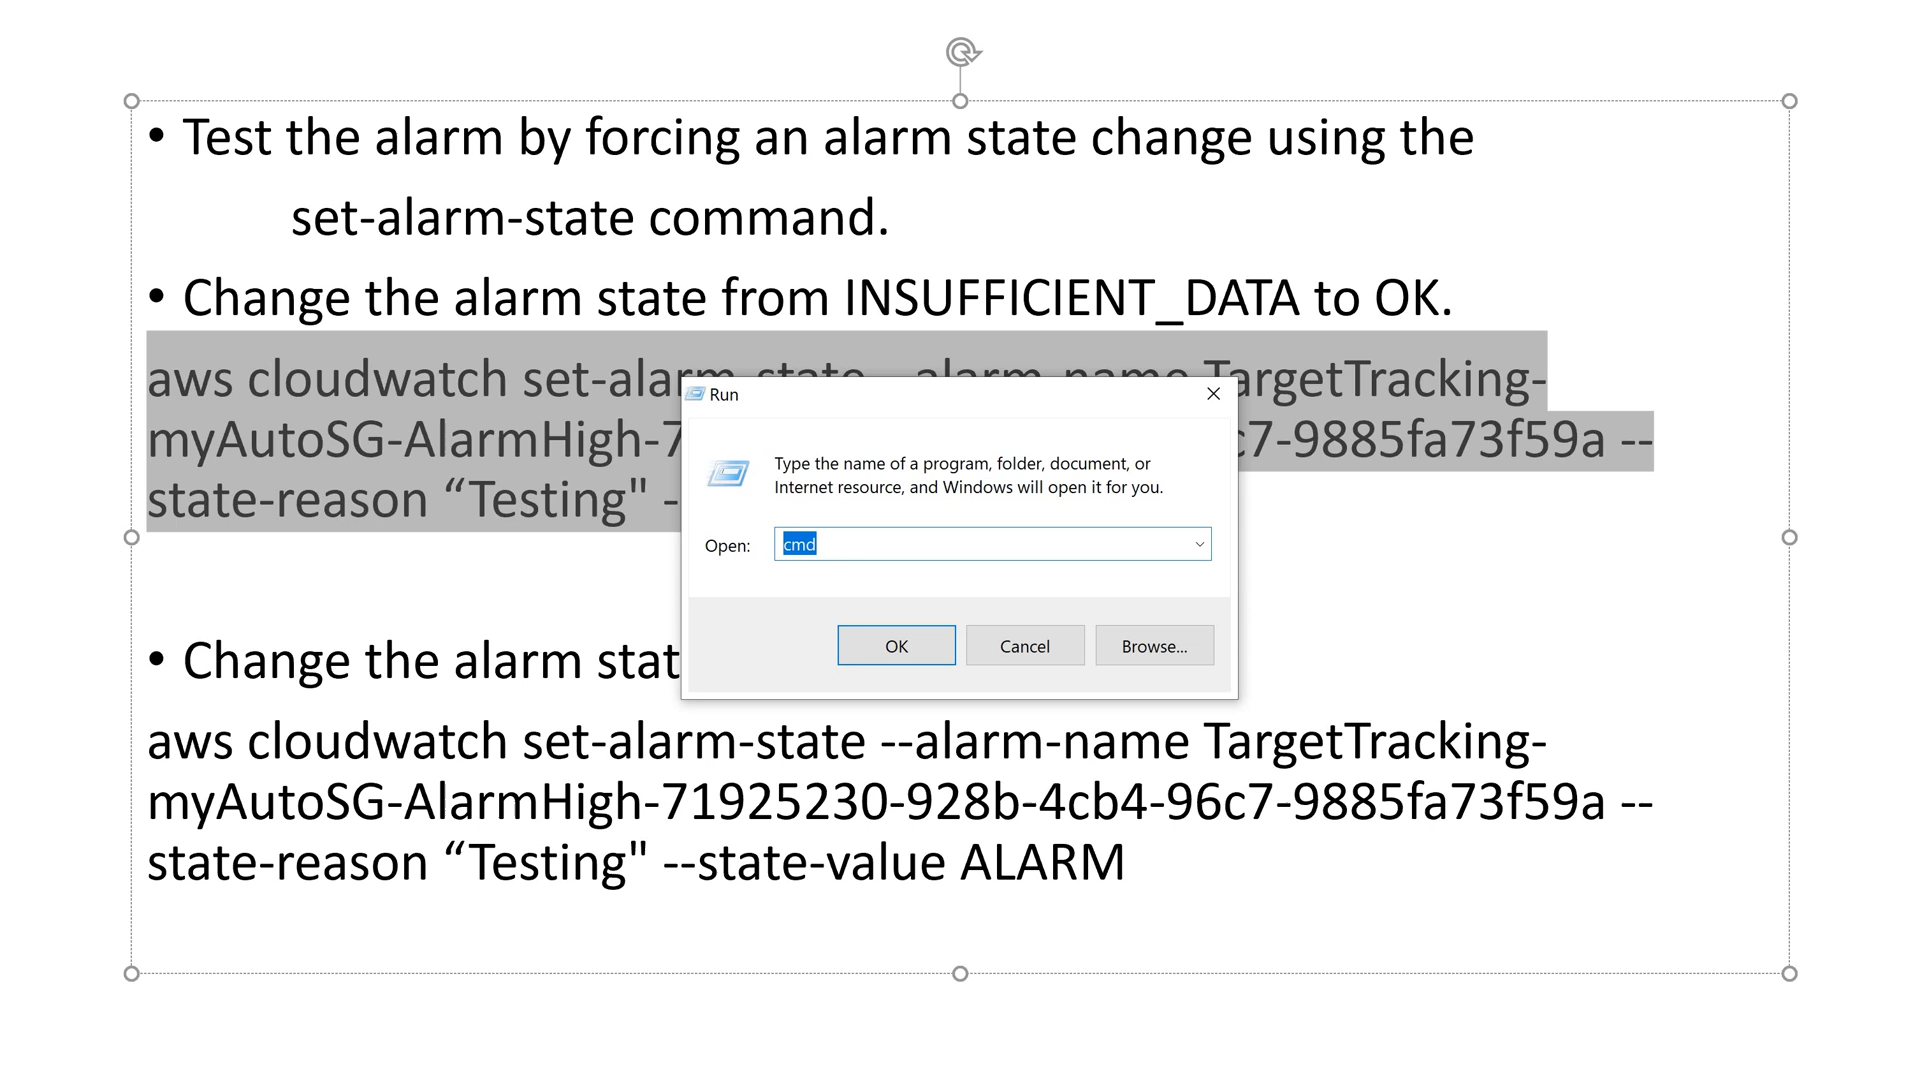 • Test the alarm by forcing an alarm state change using the
set-alarm-state command.
• Change the alarm state from INSUFFICIENT_DATA to OK.
aws cloudwatch set-alarm-state --alarm-name TargetTracking-
myAutoSG-AlarmHigh-7 c7-9885fa73f59a --
state-reason “Testing" -
Run
Type the name of a program, folder, document, or
Internet resource, and Windows will open it for you.
Open: cmd
OK Cancel Browse...
• Change the alarm stat
aws cloudwatch set-alarm-state --alarm-name TargetTracking-
myAutoSG-AlarmHigh-71925230-928b-4cb4-96c7-9885fa73f59a --
state-reason “Testing" --state-value ALARM